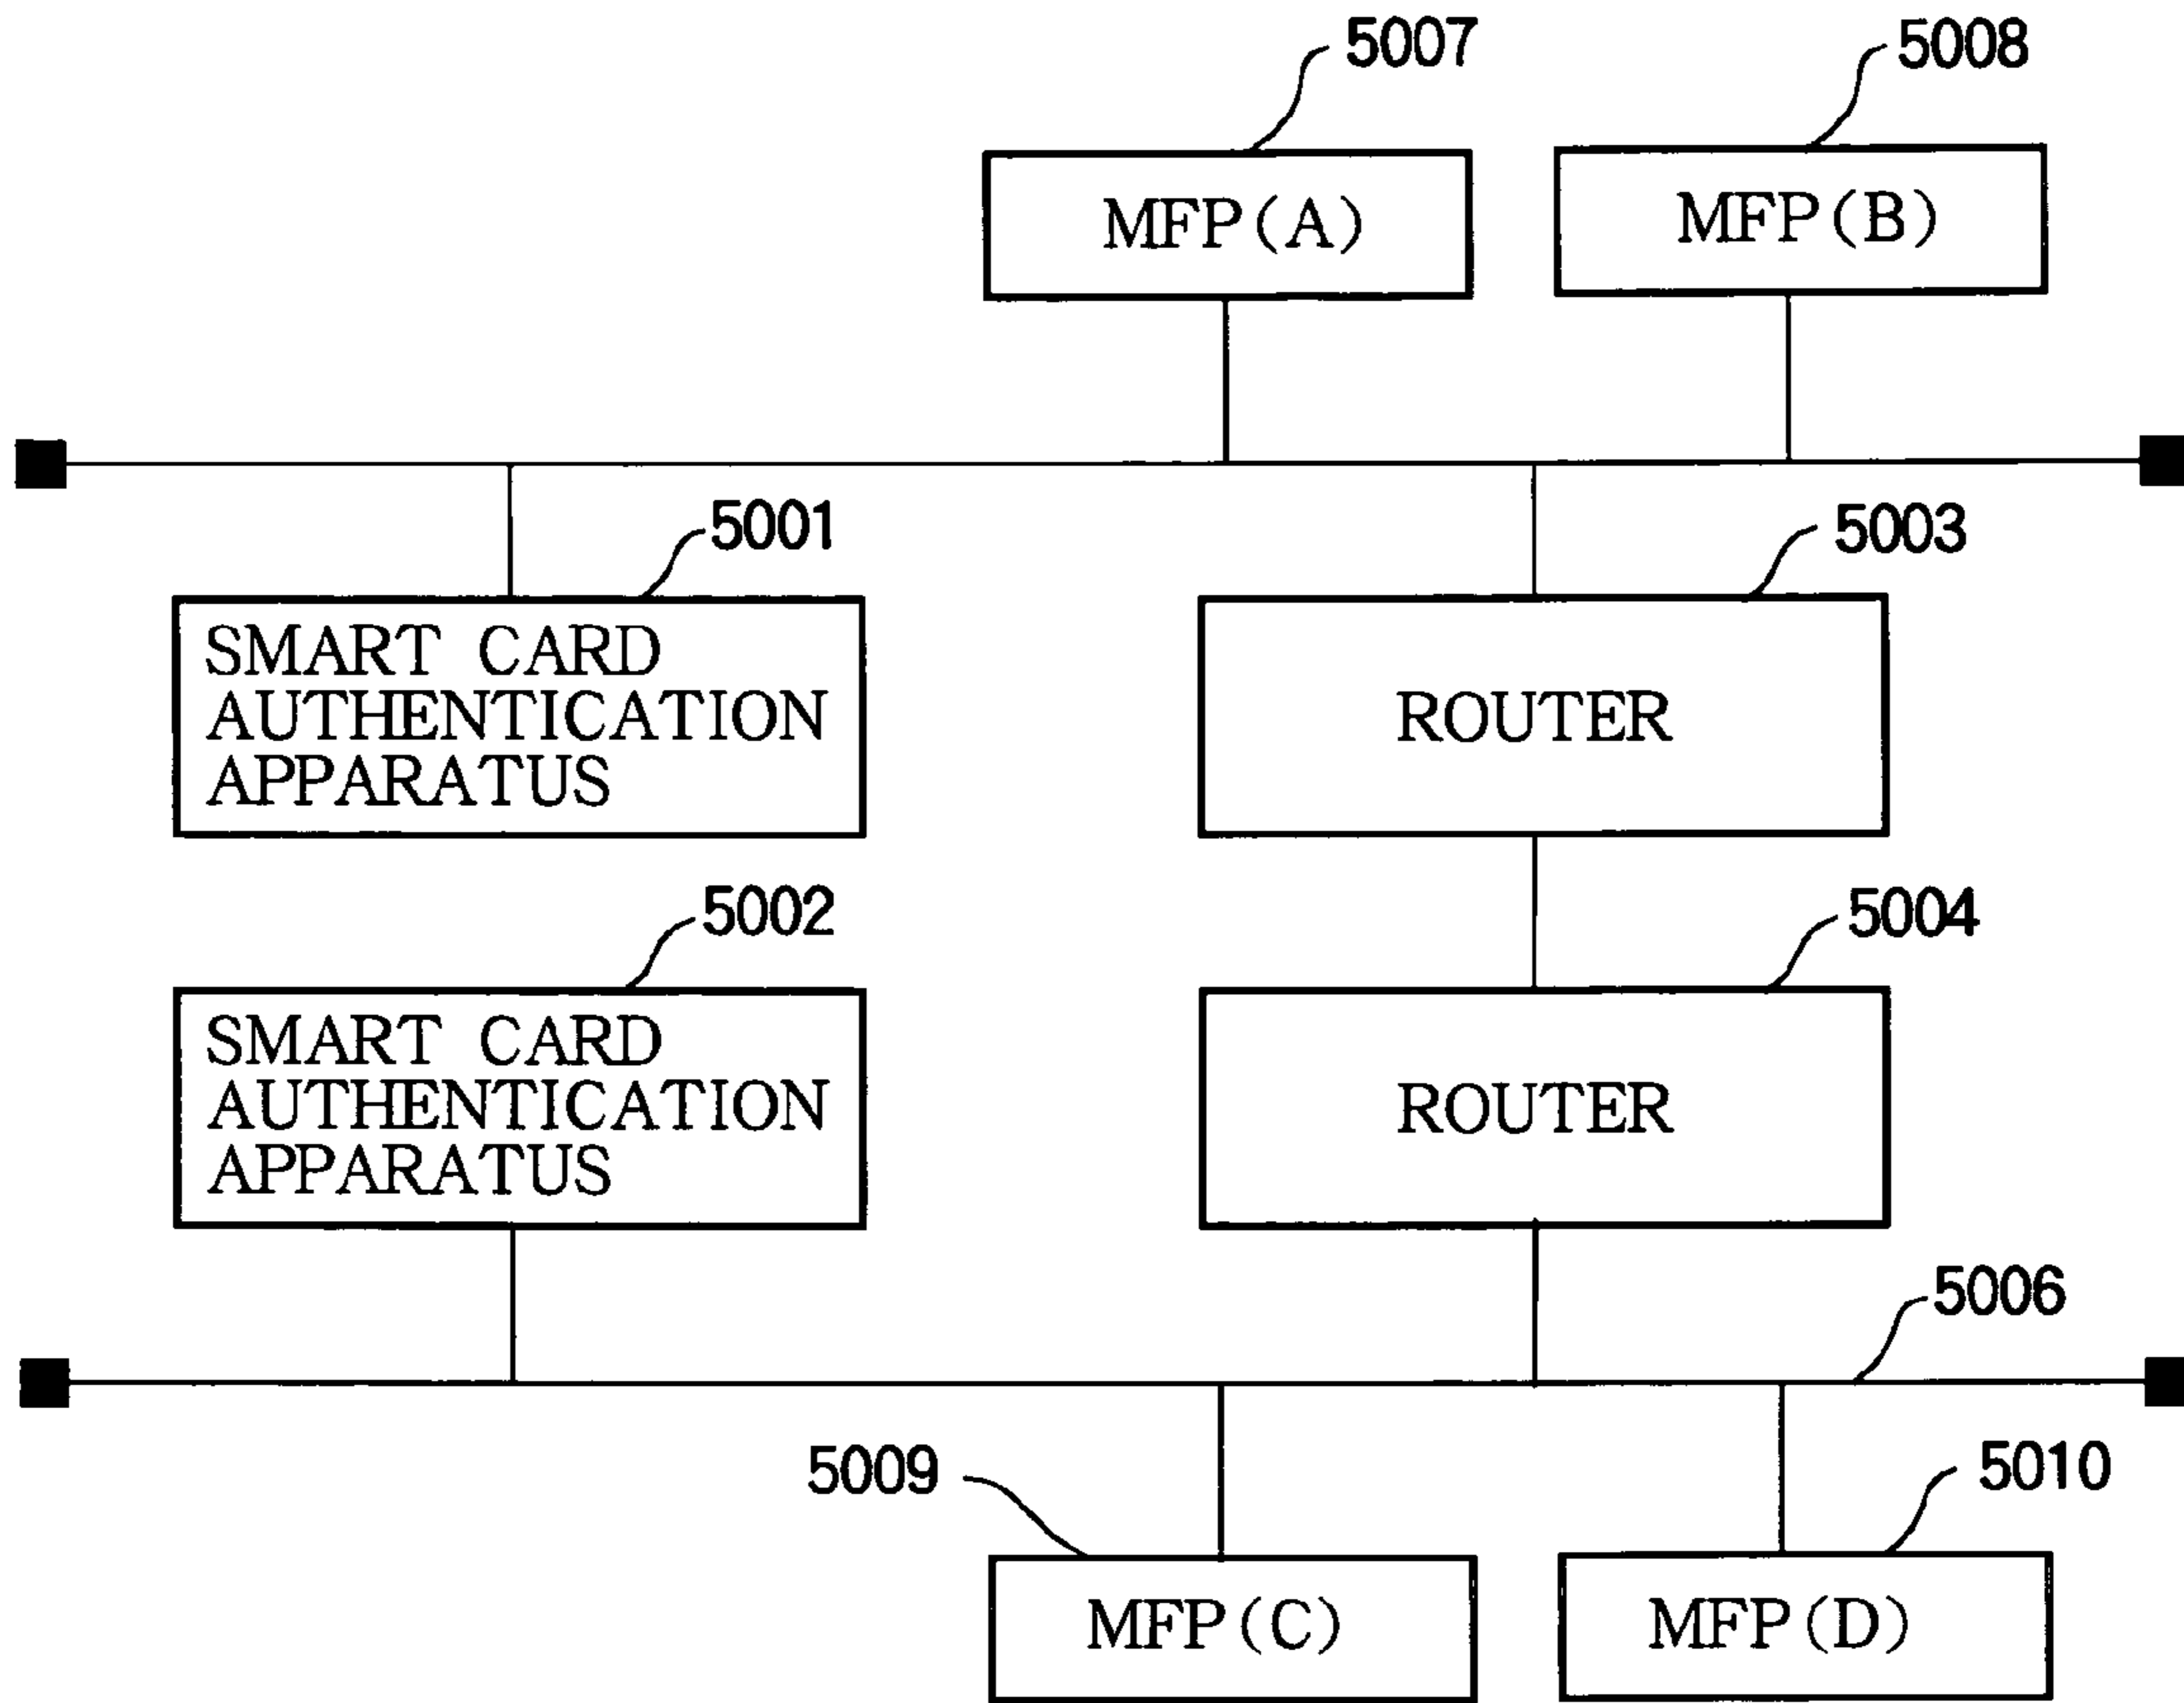 5007
5008
MFP(A)
MFP(B)
5001
5003
SMART CARD
AUTHENTICATION
APPARATUS
ROUTER
5002
5004
SMART CARD
AUTHENTICATION
APPARATUS
ROUTER
5006
5009
5010
MFP(C)
MFP(D)